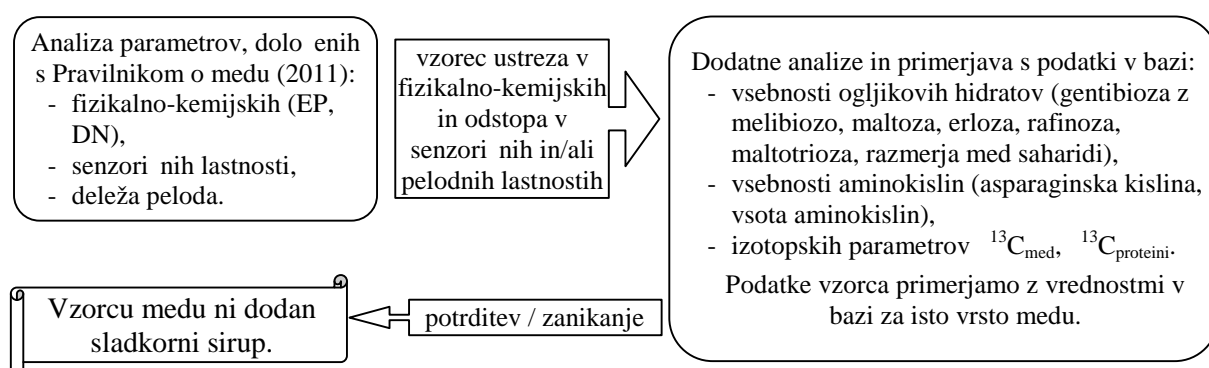 Analiza parametrov, dolo enih
s Pravilnikom o medu (2011):
- fizikalno-kemijskih (EP,
DN),
- senzori nih lastnosti,
- deleža peloda.
vzorec ustreza v
fizikalno-kemijskih
in odstopa v
senzori nih in/ali
pelodnih lastnostih
Dodatne analize in primerjava s podatki v bazi:
- vsebnosti ogljikovih hidratov (gentibioza z
melibiozo, maltoza, erloza, rafinoza,
maltotrioza, razmerja med saharidi),
- vsebnosti aminokislin (asparaginska kislina,
vsota aminokislin),
- izotopskih parametrov ¹³Cmed, ¹³Cproteini.
Podatke vzorca primerjamo z vrednostmi v
bazi za isto vrsto medu.
potrditev / zanikanje
Vzorcu medu ni dodan
sladkorni sirup.